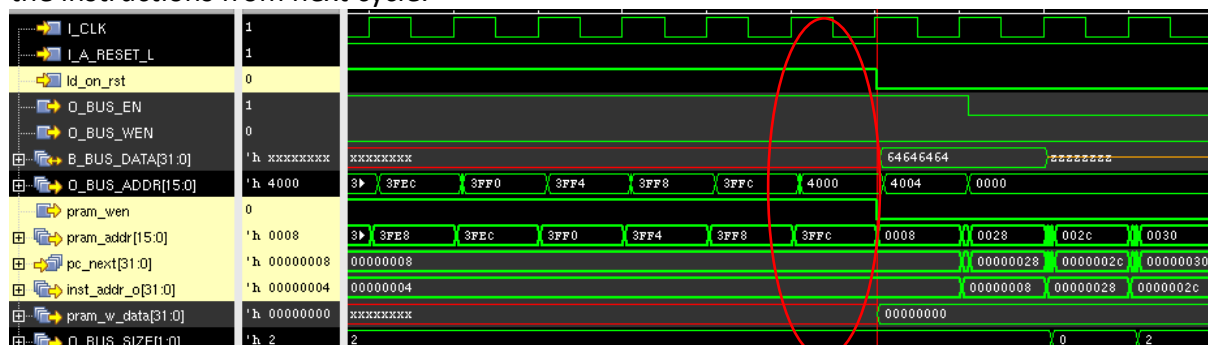 the instructions from next cycle.
I_CLK 1
I_A_RESET_L 1
ld_on_rst 0
O_BUS_EN 1
O_BUS_WEN 0
B_BUS_DATA[31:0] 'h xxxxxxxx xxxxxxxx 64646464 zzzzzzzz
O_BUS_ADDR[15:0] 'h 4000 3 3FEC 3FF0 3FF4 3FF8 3FFC 4000 4004 0000
pram_wen 0
pram_addr[15:0] 'h 0008 3 3FE8 3FEC 3FF0 3FF4 3FF8 3FFC 0008 0028 002c 0030
pc_next[31:0] 'h 00000008 00000008 00000028 0000002c 00000030
inst_addr_o[31:0] 'h 00000004 00000004 00000008 00000028 0000002c
pram_w_data[31:0] 'h 00000000 xxxxxxxx 00000000
O_BUS_SIZE[1:0] 'h 2 2 0 2